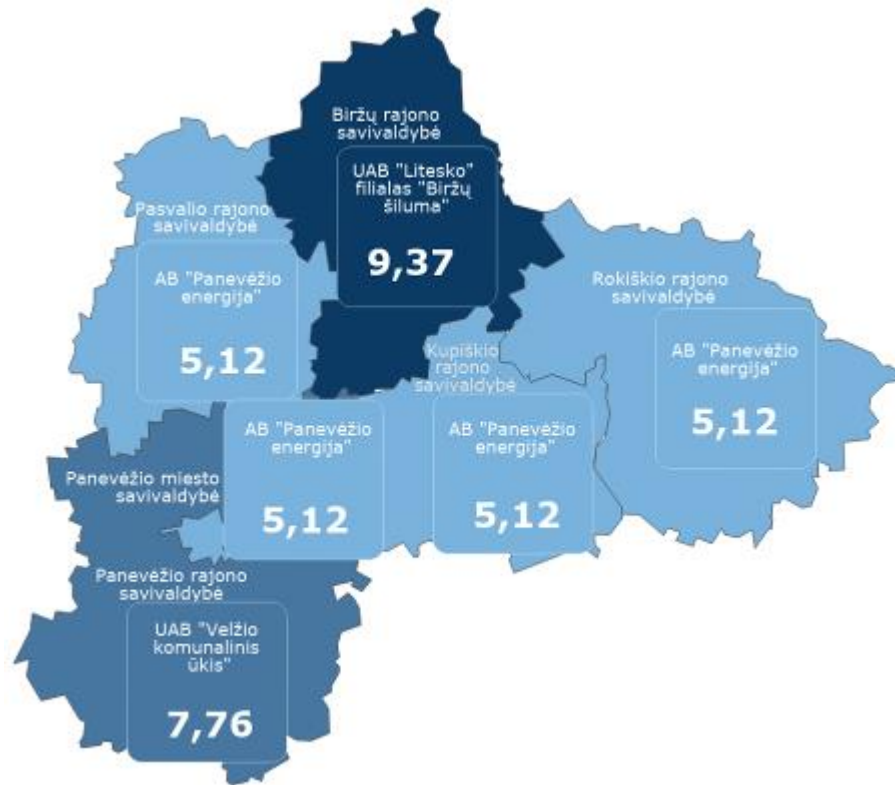 Biržų rajono
savivaldybė
UAB "Litesko"
filialas "Biržų
šiluma"
9,37
Pasvalio rajono
savivaldybė
AB "Panevėžio
energija"
5,12
Rokiškio rajono
savivaldybė
AB "Panevėžio
energija"
5,12
Kupiškio
rajono
savivaldybė
AB "Panevėžio
energija"
5,12
Panevėžio miesto
savivaldybė
AB "Panevėžio
energija"
5,12
Panevėžio rajono
savivaldybė
UAB "Velžio
komunalinis
ūkis"
7,76